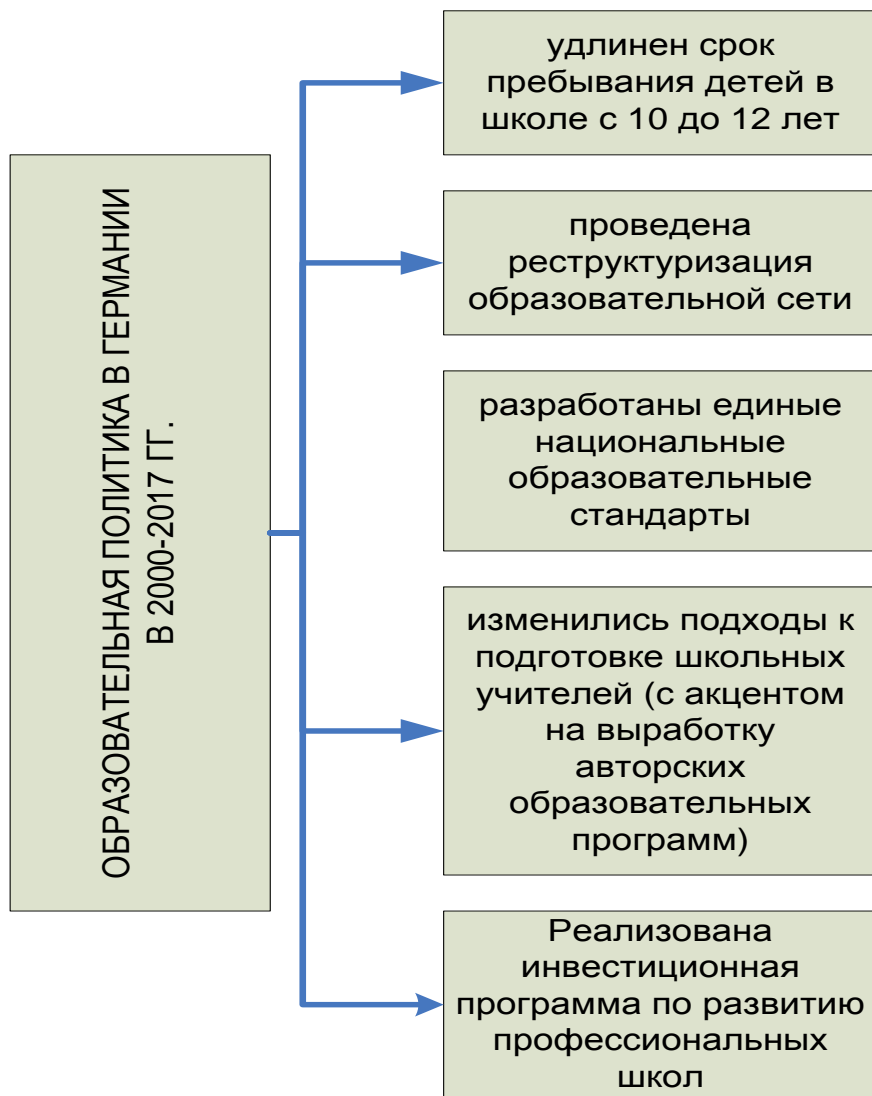 ОБРАЗОВАТЕЛЬНАЯ ПОЛИТИКА В ГЕРМАНИИ
В 2000-2017 ГГ.
удлинен срок
пребывания детей в
школе с 10 до 12 лет
проведена
реструктуризация
образовательной сети
разработаны единые
национальные
образовательные
стандарты
изменились подходы к
подготовке школьных
учителей (с акцентом
на выработку
авторских
образовательных
программ)
Реализована
инвестиционная
программа по развитию
профессиональных
школ